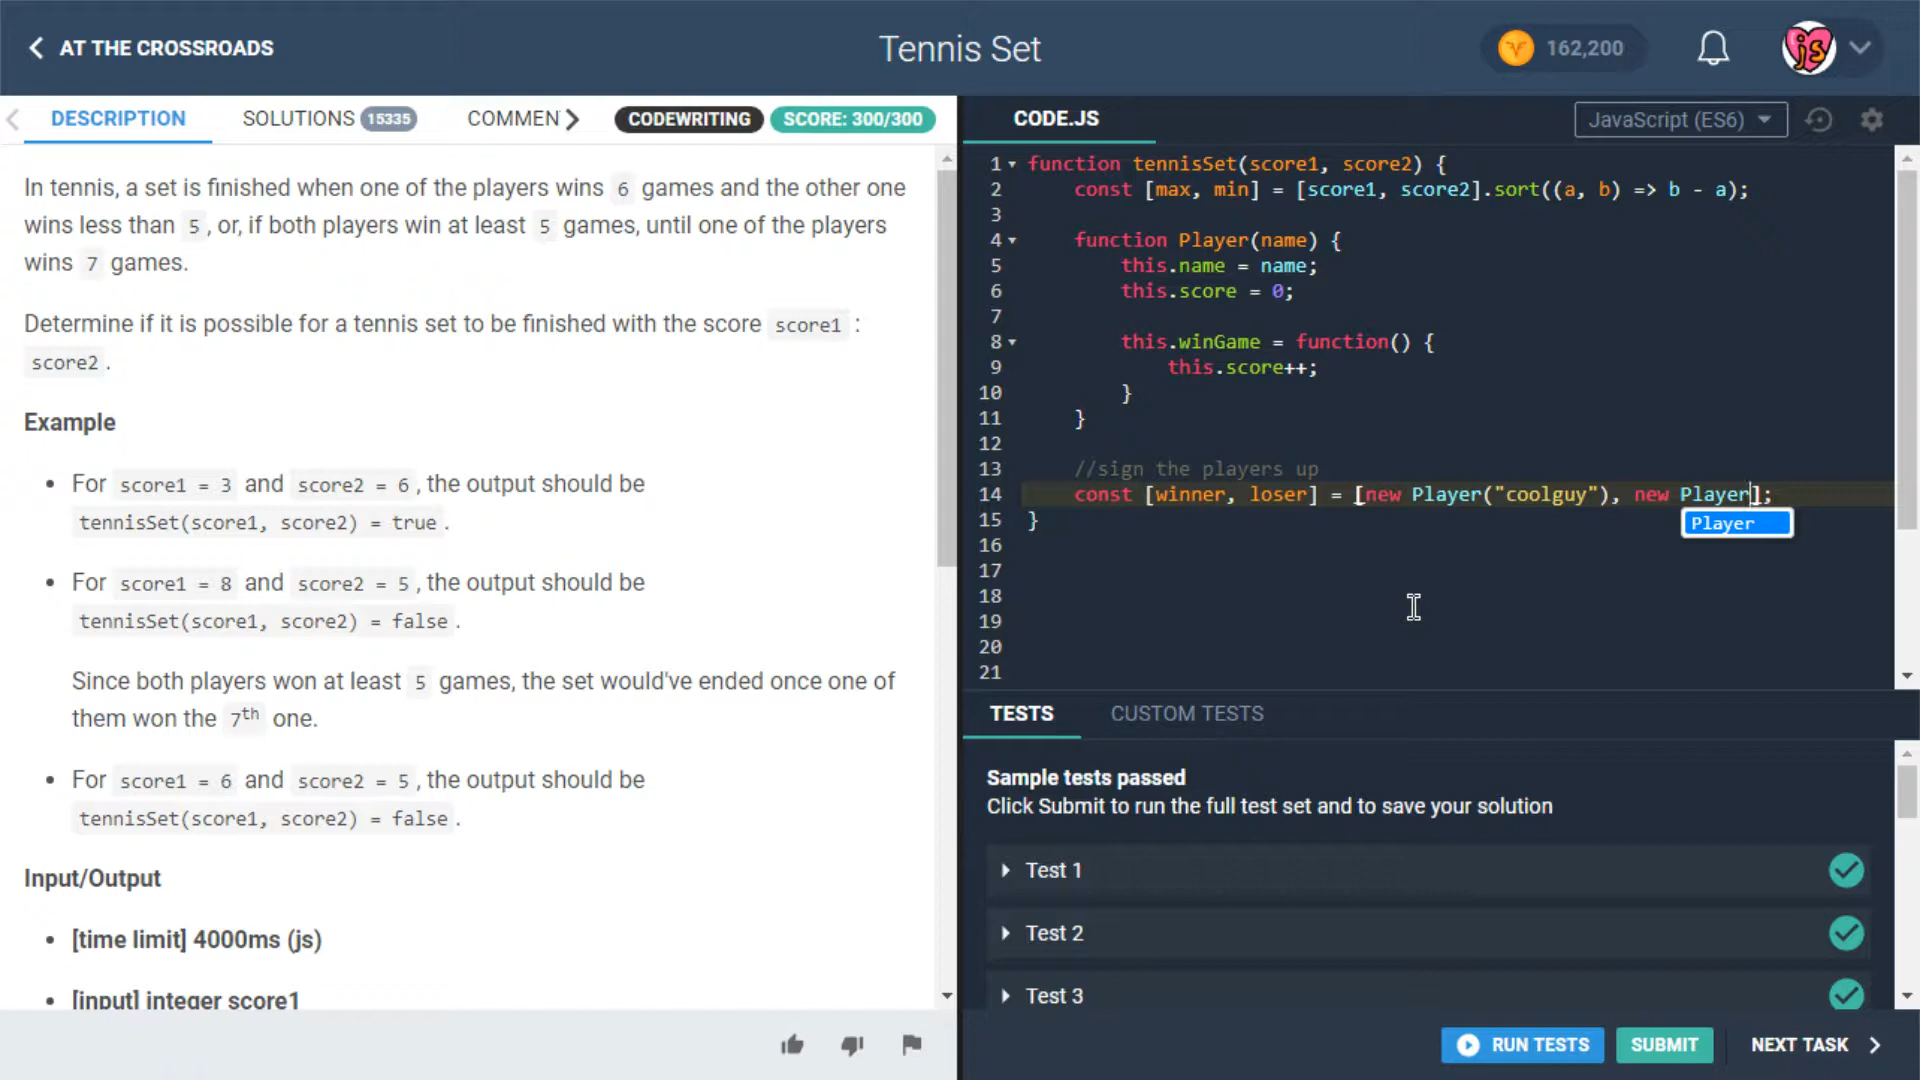 AT THE CROSSROADS
Tennis Set
162,200
js
DESCRIPTION
SOLUTIONS 15335
COMMEN
CODEWRITING
SCORE: 300/300
In tennis, a set is finished when one of the players wins 6 games and the other one
wins less than 5, or, if both players win at least 5 games, until one of the players
wins 7 games.
Determine if it is possible for a tennis set to be finished with the score score1 :
score2.
Example
• For score1 = 3 and score2 = 6, the output should be
tennisSet(score1, score2) = true.
• For score1 = 8 and score2 = 5, the output should be
tennisSet(score1, score2) = false.
Since both players won at least 5 games, the set would've ended once one of
them won the 7th one.
• For score1 = 6 and score2 = 5, the output should be
tennisSet(score1, score2) = false.
Input/Output
• [time limit] 4000ms (js)
• [input] integer score1
CODE.JS
JavaScript (ES6)
1 function tennisSet(score1, score2) {
2 const [max, min] = [score1, score2].sort((a, b) => b - a);
3
4 function Player(name) {
5 this.name = name;
6 this.score = 0;
7
8 this.winGame = function() {
9 this.score++;
10 }
11 }
12
13 //sign the players up
14 const [winner, loser] = [new Player("coolguy"), new Player];
15 }
Player
16
17
18
19
20
21
TESTS
CUSTOM TESTS
Sample tests passed
Click Submit to run the full test set and to save your solution
Test 1
Test 2
Test 3
RUN TESTS
SUBMIT
NEXT TASK